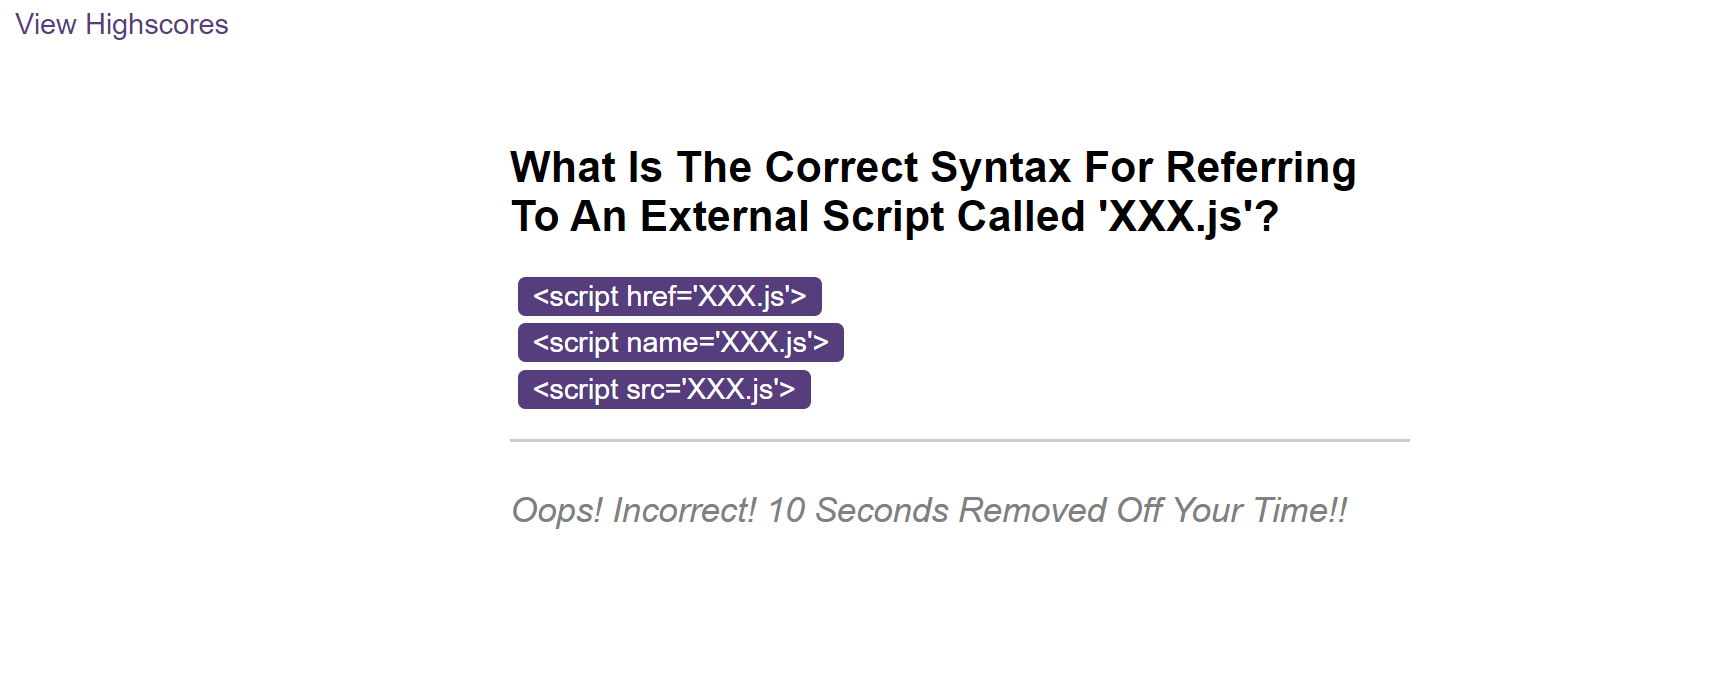 View Highscores
What Is The Correct Syntax For Referring
To An External Script Called 'XXX.js'?
<script href='XXX.js'>
<script name='XXX.js'>
<script src='XXX.js'>
Oops! Incorrect! 10 Seconds Removed Off Your Time!!